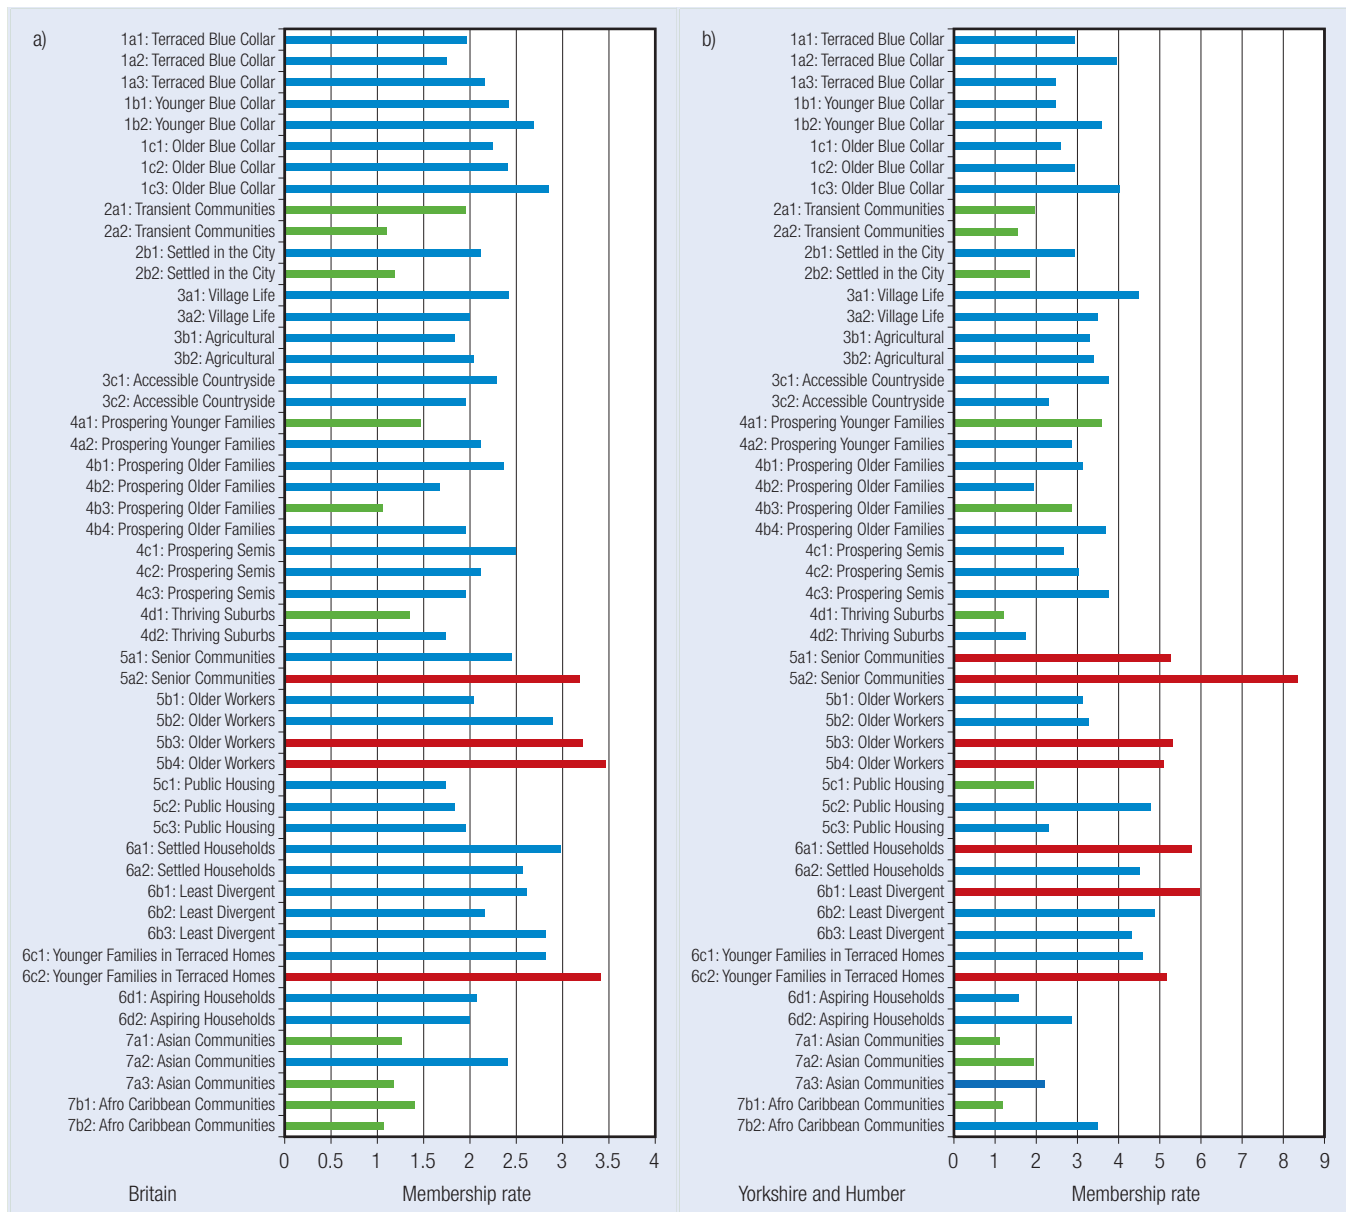 a)
1a1: Terraced Blue Collar
1a2: Terraced Blue Collar
1a3: Terraced Blue Collar
1b1: Younger Blue Collar
1b2: Younger Blue Collar
1c1: Older Blue Collar
1c2: Older Blue Collar
1c3: Older Blue Collar
2a1: Transient Communities
2a2: Transient Communities
2b1: Settled in the City
2b2: Settled in the City
3a1: Village Life
3a2: Village Life
3b1: Agricultural
3b2: Agricultural
3c1: Accessible Countryside
3c2: Accessible Countryside
4a1: Prospering Younger Families
4a2: Prospering Younger Families
4b1: Prospering Older Families
4b2: Prospering Older Families
4b3: Prospering Older Families
4b4: Prospering Older Families
4c1: Prospering Semis
4c2: Prospering Semis
4c3: Prospering Semis
4d1: Thriving Suburbs
4d2: Thriving Suburbs
5a1: Senior Communities
5a2: Senior Communities
5b1: Older Workers
5b2: Older Workers
5b3: Older Workers
5b4: Older Workers
5c1: Public Housing
5c2: Public Housing
5c3: Public Housing
6a1: Settled Households
6a2: Settled Households
6b1: Least Divergent
6b2: Least Divergent
6b3: Least Divergent
6c1: Younger Families in Terraced Homes
6c2: Younger Families in Terraced Homes
6d1: Aspiring Households
6d2: Aspiring Households
7a1: Asian Communities
7a2: Asian Communities
7a3: Asian Communities
7b1: Afro Caribbean Communities
7b2: Afro Caribbean Communities
0 0.5 1 1.5 2 2.5 3 3.5 4
Britain Membership rate
b)
1a1: Terraced Blue Collar
1a2: Terraced Blue Collar
1a3: Terraced Blue Collar
1b1: Younger Blue Collar
1b2: Younger Blue Collar
1c1: Older Blue Collar
1c2: Older Blue Collar
1c3: Older Blue Collar
2a1: Transient Communities
2a2: Transient Communities
2b1: Settled in the City
2b2: Settled in the City
3a1: Village Life
3a2: Village Life
3b1: Agricultural
3b2: Agricultural
3c1: Accessible Countryside
3c2: Accessible Countryside
4a1: Prospering Younger Families
4a2: Prospering Younger Families
4b1: Prospering Older Families
4b2: Prospering Older Families
4b3: Prospering Older Families
4b4: Prospering Older Families
4c1: Prospering Semis
4c2: Prospering Semis
4c3: Prospering Semis
4d1: Thriving Suburbs
4d2: Thriving Suburbs
5a1: Senior Communities
5a2: Senior Communities
5b1: Older Workers
5b2: Older Workers
5b3: Older Workers
5b4: Older Workers
5c1: Public Housing
5c2: Public Housing
5c3: Public Housing
6a1: Settled Households
6a2: Settled Households
6b1: Least Divergent
6b2: Least Divergent
6b3: Least Divergent
6c1: Younger Families in Terraced Homes
6c2: Younger Families in Terraced Homes
6d1: Aspiring Households
6d2: Aspiring Households
7a1: Asian Communities
7a2: Asian Communities
7a3: Asian Communities
7b1: Afro Caribbean Communities
7b2: Afro Caribbean Communities
0 1 2 3 4 5 6 7 8 9
Yorkshire and Humber Membership rate